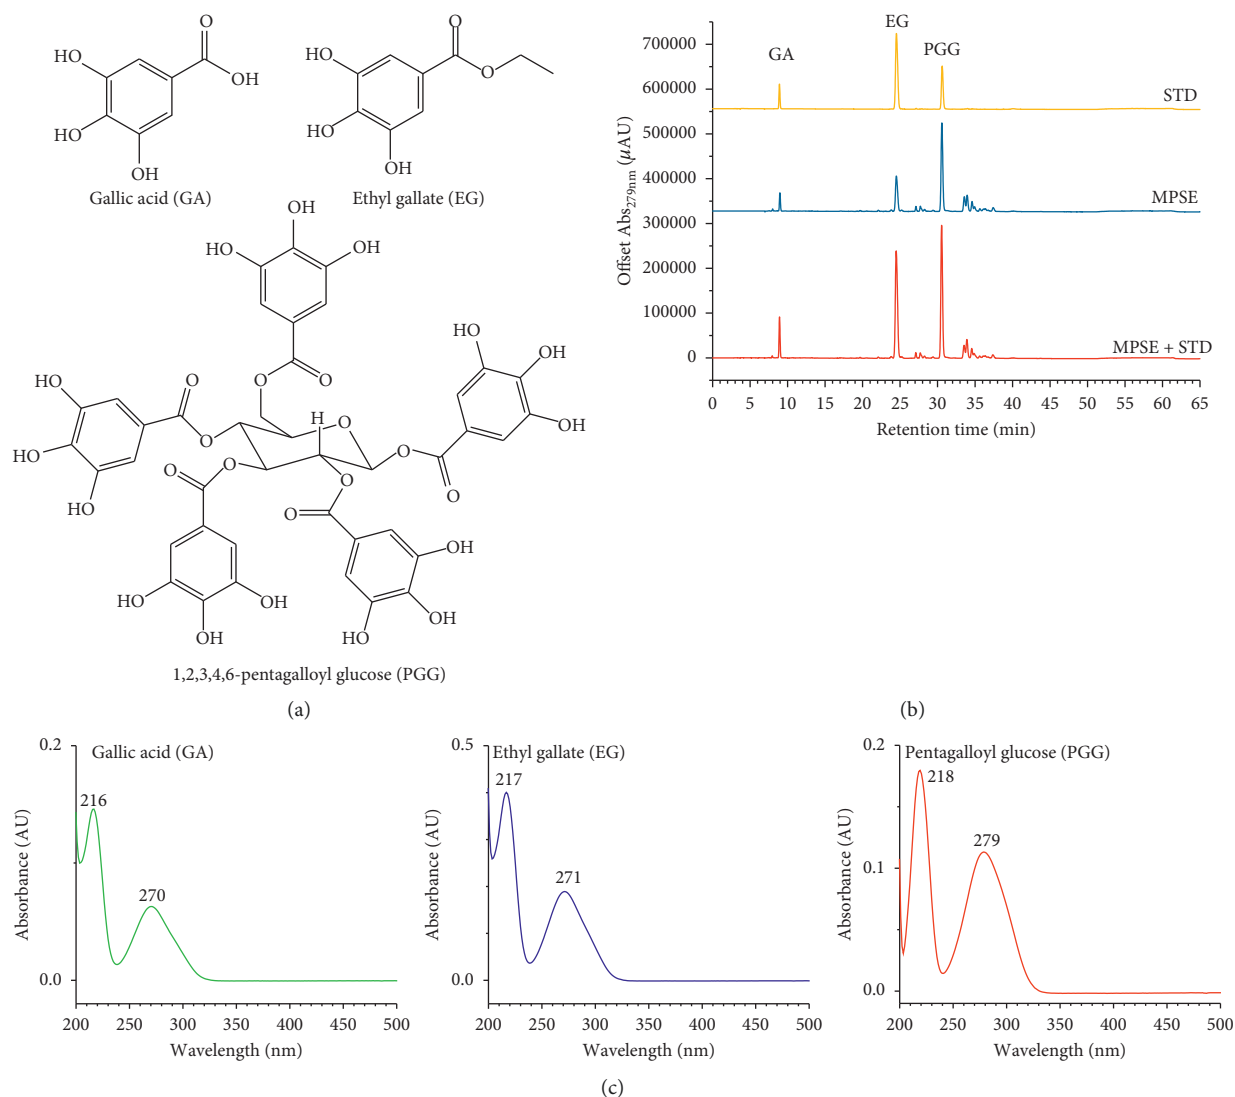 O
HO
OH
HO
OH
Gallic acid (GA)
O
HO
O
HO
OH
Ethyl gallate (EG)
OH
HO
OH
HO
O
O
HO
OH
OH
HO
O
HO
HO
H
O
O
O
O
O
O
O
O
O
O
OH
HO
HO
OH
OH
HO
OH
OH
1,2,3,4,6-pentagalloyl glucose (PGG)
(a)
Offset Abs279nm (μAU)
700000
600000
500000
400000
300000
200000
100000
0
GA
EG
PGG
STD
MPSE
MPSE + STD
0 5 10 15 20 25 30 35 40 45 50 55 60 65
Retention time (min)
(b)
Gallic acid (GA)
0.2
0.0
216
270
Absorbance (AU)
200 250 300 350 400 450 500
Wavelength (nm)
Ethyl gallate (EG)
0.5
0.0
217
271
Absorbance (AU)
200 250 300 350 400 450 500
Wavelength (nm)
Pentagalloyl glucose (PGG)
0.2
0.1
0.0
218
279
Absorbance (AU)
200 250 300 350 400 450 500
Wavelength (nm)
(c)